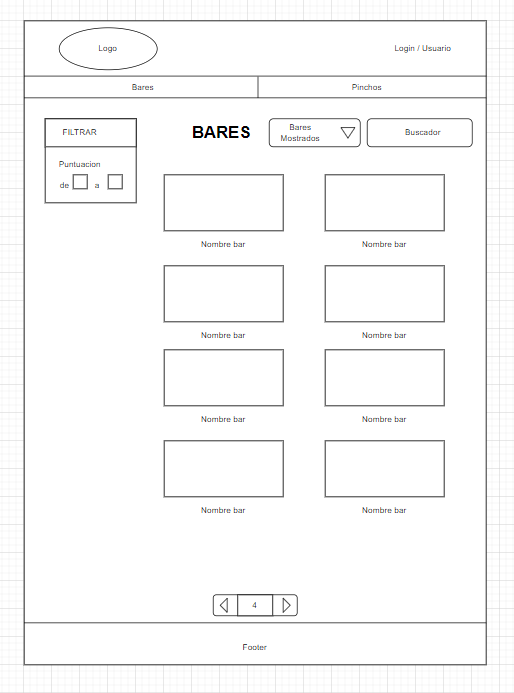 Logo
Login / Usuario
Bares
Pinchos
FILTRAR
BARES
Bares
Mostrados
Buscador
Puntuacion
de
a
Nombre bar
Nombre bar
Nombre bar
Nombre bar
Nombre bar
Nombre bar
Nombre bar
Nombre bar
4
Footer